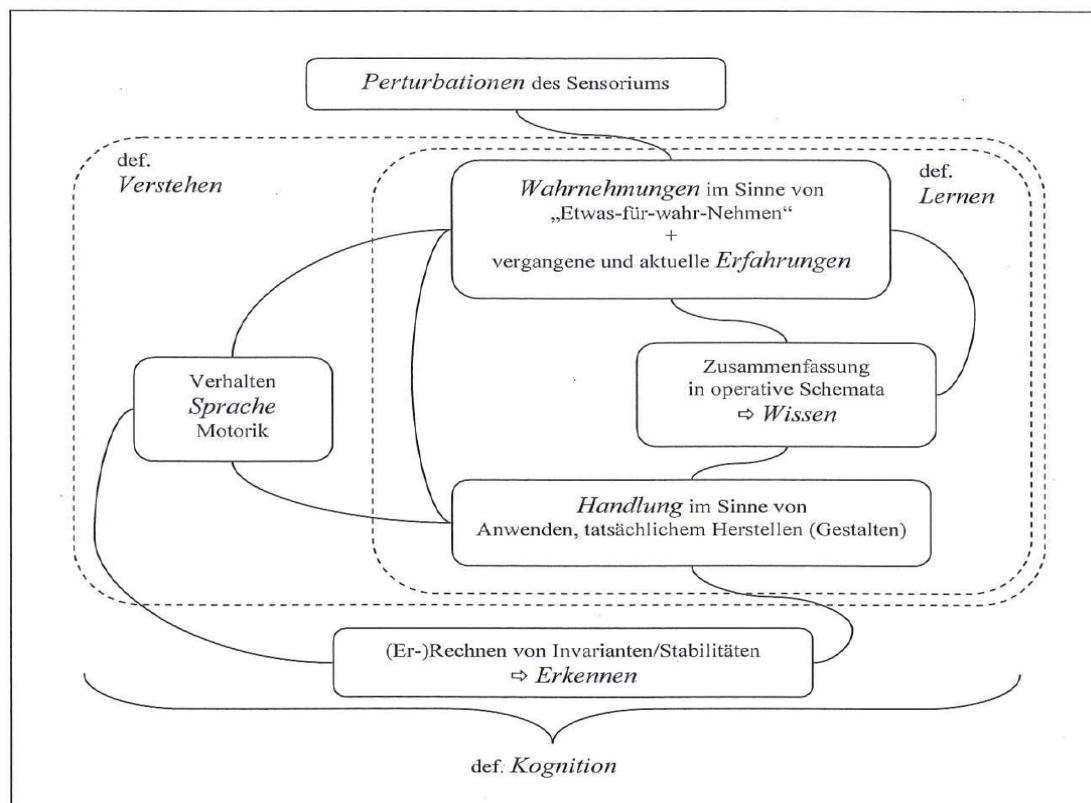 Perturbationen des Sensoriums
def.
Verstehen
def.
Lernen
Wahrnehmungen im Sinne von
„Etwas-für-wahr-Nehmen“
+
vergangene und aktuelle Erfahrungen
Verhalten
Sprache
Motorik
Zusammenfassung
in operative Schemata
⇨ Wissen
Handlung im Sinne von
Anwenden, tatsächlichem Herstellen (Gestalten)
(Er-)Rechnen von Invarianten/Stabilitäten
⇨ Erkennen
def. Kognition